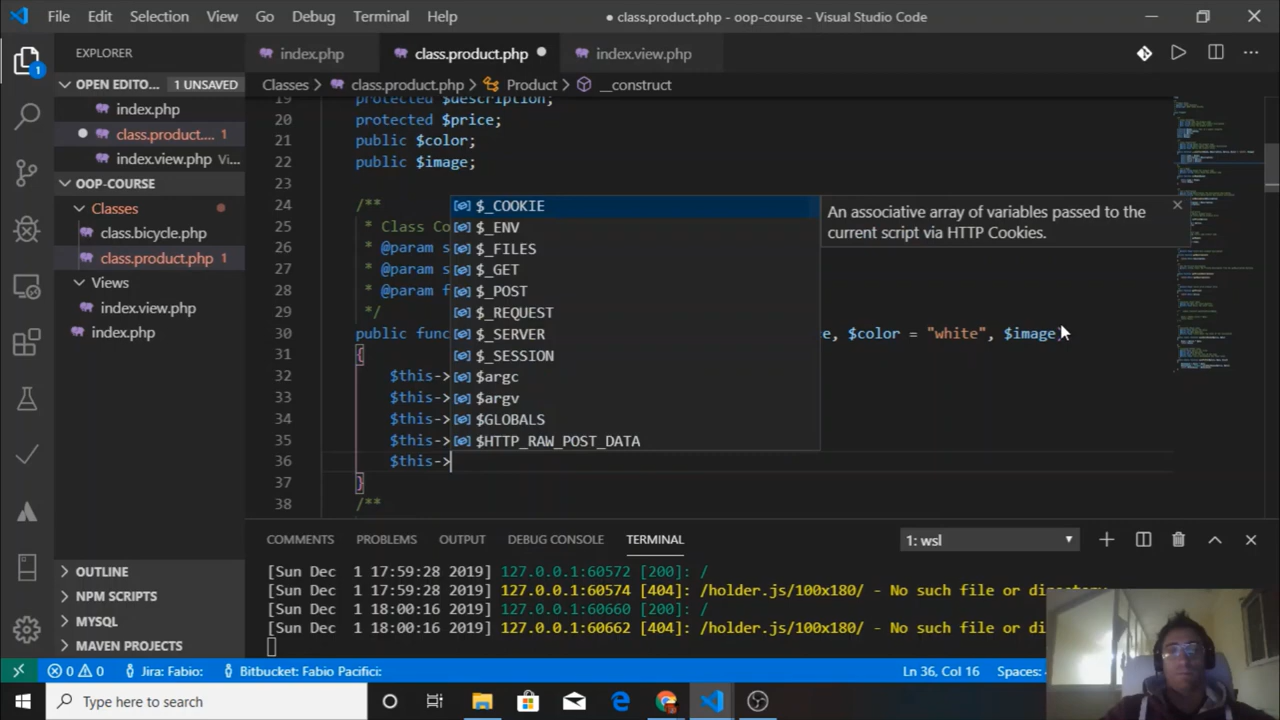 File Edit Selection View Go Debug Terminal Help
● class.product.php - oop-course - Visual Studio Code
EXPLORER
index.php
class.product.php
index.view.php
OPEN EDITO... 1 UNSAVED
index.php
class.product.... 1
index.view.php Vi...
OOP-COURSE
Classes
class.bicycle.php
class.product.php 1
Views
index.view.php
index.php
OUTLINE
NPM SCRIPTS
MYSQL
MAVEN PROJECTS
1
Classes > class.product.php > Product > __construct
19 protected $description;
20 protected $price;
21 public $color;
22 public $image;
23
24 /**
25 * Class Co
26 * @param s
27 * @param s
28 * @param f
29 */
30 public func e, $color = "white", $image)
31 {
32 $this->
33 $this->
34 $this->
35 $this->
36 $this->
37 }
38 /**
$_COOKIE
$_ENV
$_FILES
$_GET
$_POST
$_REQUEST
$_SERVER
$_SESSION
$argc
$argv
$GLOBALS
$HTTP_RAW_POST_DATA
An associative array of variables passed to the
current script via HTTP Cookies.
COMMENTS PROBLEMS OUTPUT DEBUG CONSOLE TERMINAL
1: wsl
[Sun Dec 1 17:59:28 2019] 127.0.0.1:60572 [200]: /
[Sun Dec 1 17:59:28 2019] 127.0.0.1:60574 [404]: /holder.js/100x180/ - No such file or directory
[Sun Dec 1 18:00:16 2019] 127.0.0.1:60660 [200]: /
[Sun Dec 1 18:00:16 2019] 127.0.0.1:60662 [404]: /holder.js/100x180/ - No such file or di
0 0 Jira: Fabio: Bitbucket: Fabio Pacifici: Ln 36, Col 16 Spaces:
Type here to search